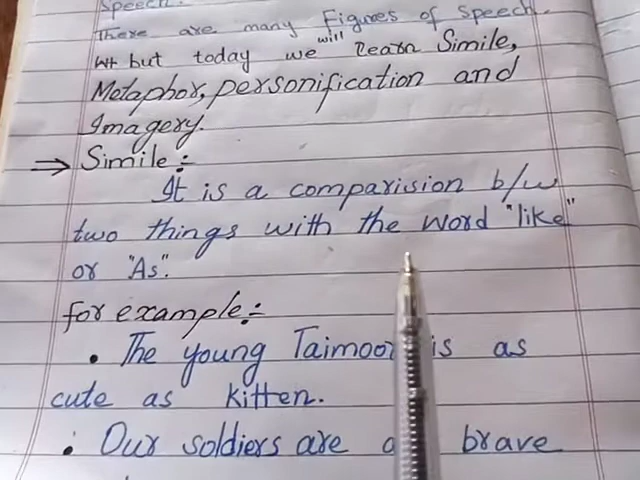 Speech.
There are many Figures of Speech.
but today we will learn Simile,
Metaphor, personification and
Imagery.
⇒ Simile :-
It is a comparision b/w
two things with the word "like"
or "As".
for example :-
• The young Taimoor is as
cute as kitten.
• Our soldiers are brave